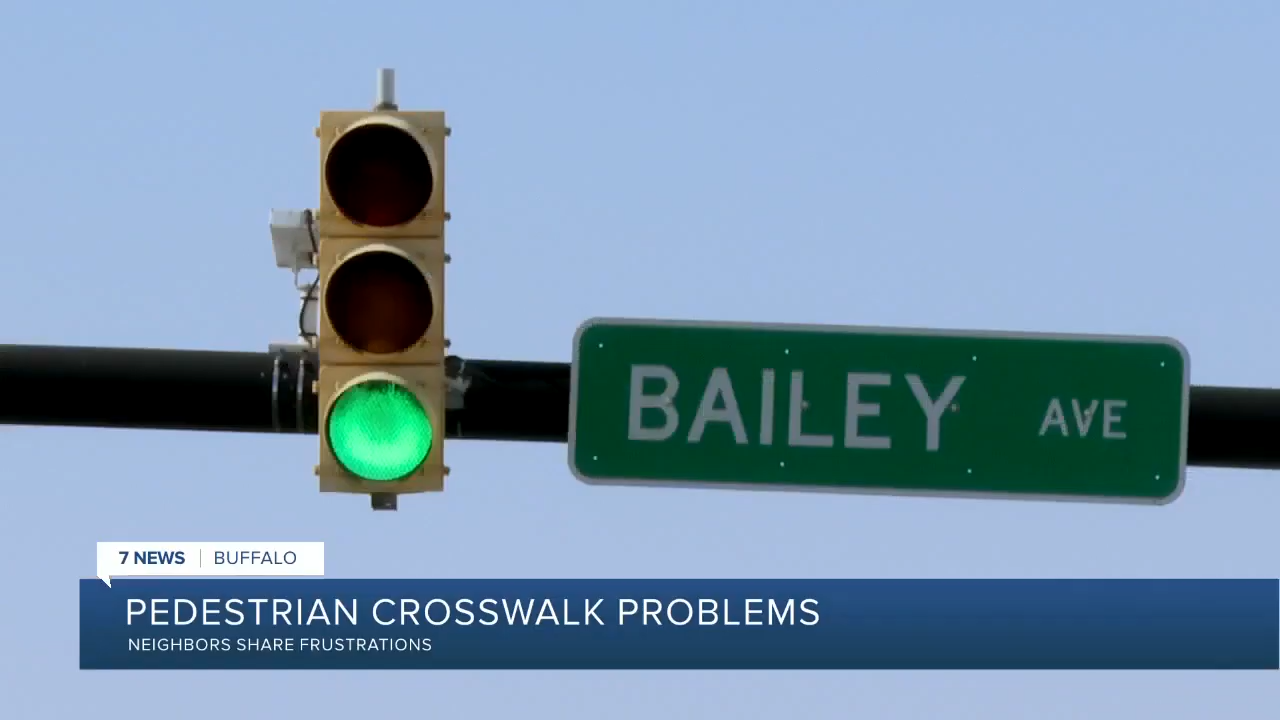 BAILEY AVE
7 NEWS | BUFFALO
PEDESTRIAN CROSSWALK PROBLEMS
NEIGHBORS SHARE FRUSTRATIONS